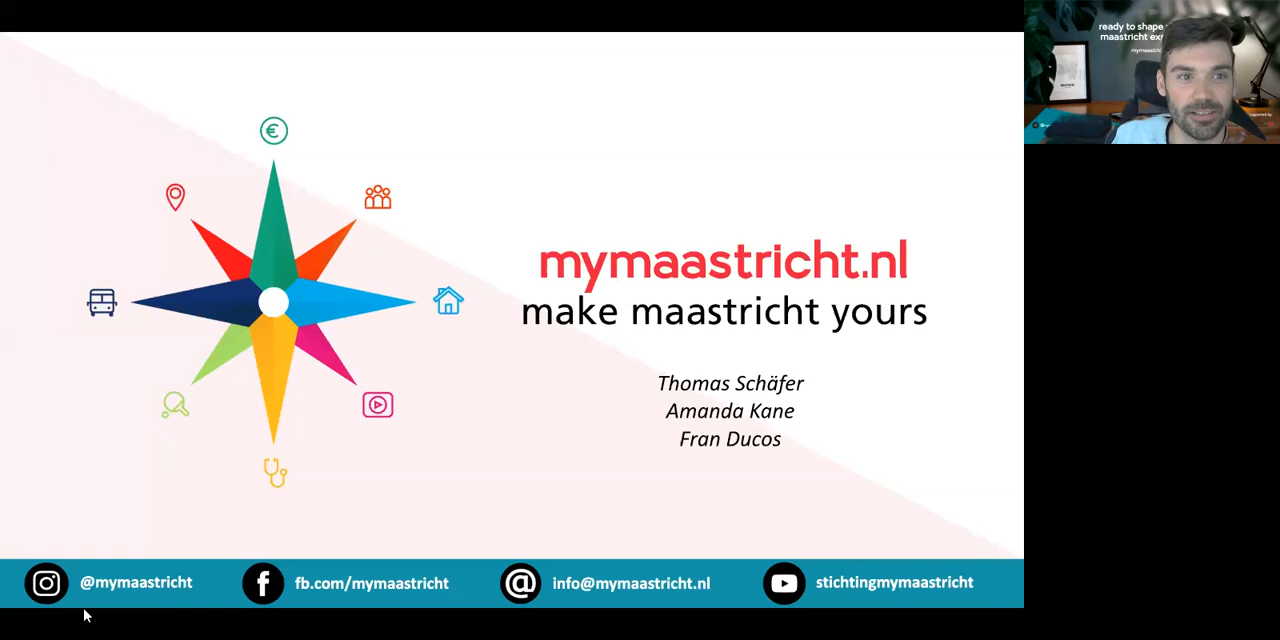 mymaastricht.nl
make maastricht yours
Thomas Schäfer
Amanda Kane
Fran Ducos
@mymaastricht
fb.com/mymaastricht
info@mymaastricht.nl
stichtingmymaastricht
ready to shape
maastricht